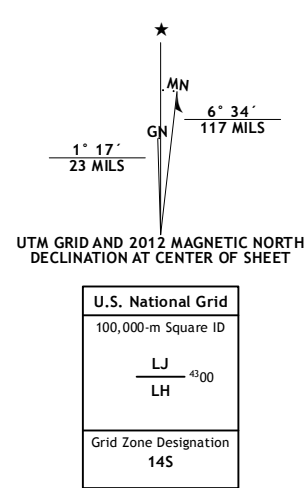 ★
MN
6° 34´
117 MILS
GN
1° 17´
23 MILS
UTM GRID AND 2012 MAGNETIC NORTH
DECLINATION AT CENTER OF SHEET
U.S. National Grid
100,000-m Square ID
LJ
⁴³00
LH
Grid Zone Designation
14S